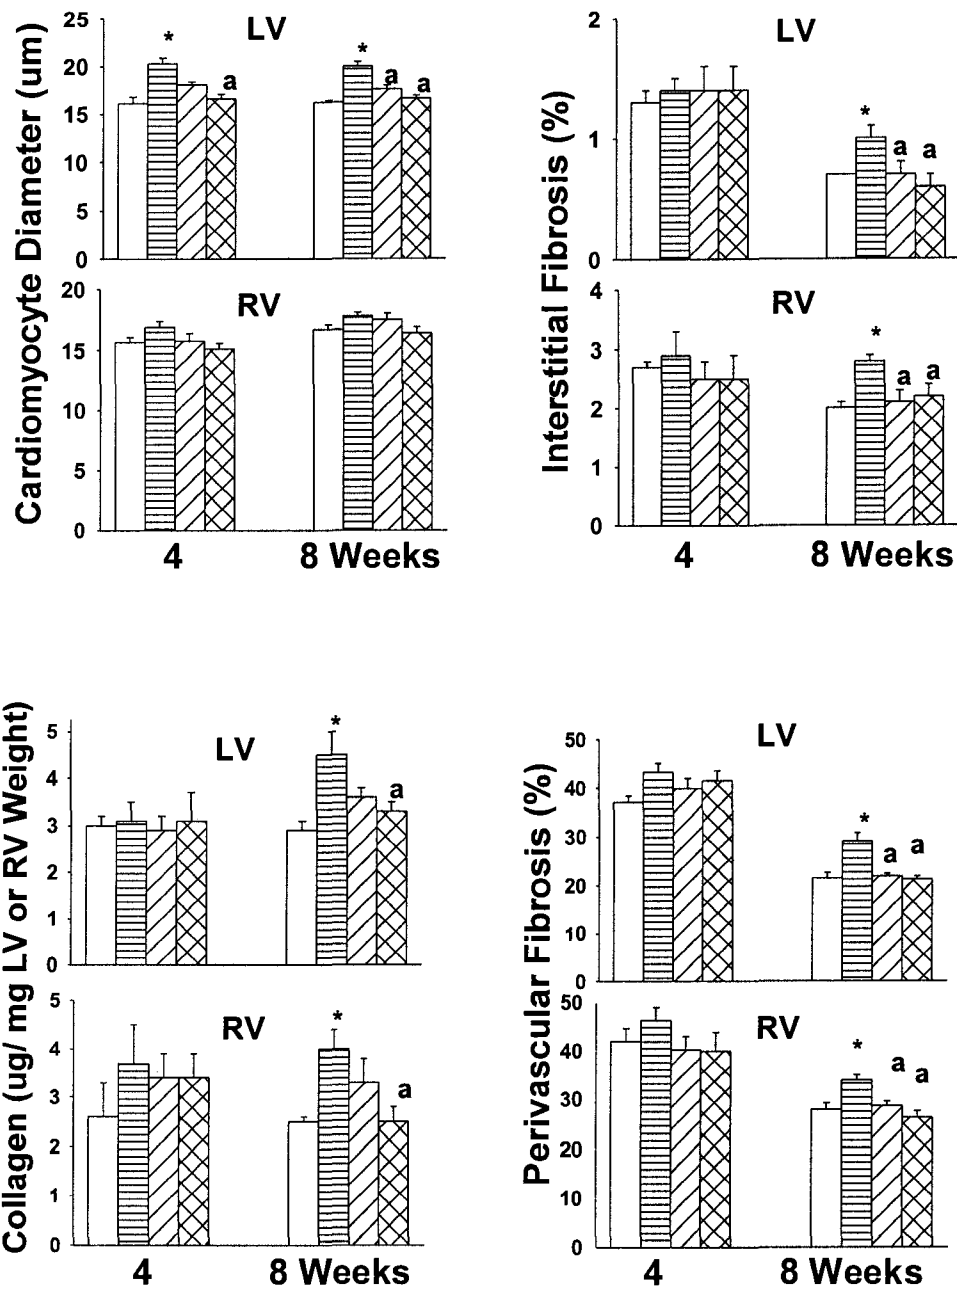 Cardiomyocyte Diameter (um)
25
20
15
10
5
0
LV
*
a
*
a
a
20
15
10
5
0
RV
4
8 Weeks
Interstitial Fibrosis (%)
2
1
0
LV
*
a
a
4
3
2
1
0
RV
*
a
a
4
8 Weeks
Collagen (ug/ mg LV or RV Weight)
5
4
3
2
1
0
LV
*
a
5
4
3
2
1
0
RV
*
a
4
8 Weeks
Perivascular Fibrosis (%)
50
40
30
20
10
0
LV
*
a
a
50
40
30
20
10
0
RV
*
a
a
4
8 Weeks